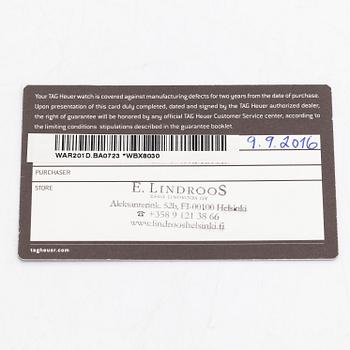 Your TAG Heuer watch is covered against manufacturing defects for two years from the date of purchase.
Upon presentation of this card duly completed, dated and signed by the TAG Heuer authorized dealer,
the right of guarantee will be honored by any official TAG Heuer Customer Service center, according to
the limiting conditions stipulations described in the guarantee booklet.
9.9.2016
WAR201D.BA0723 *WBX8030
PURCHASER
STORE
E. LINDROOS
Aleksanterink. 52b, FI-00100 Helsinki
☎ +358 9 121 38 66
www.lindrooshelsinki.fi
tagheuer.com